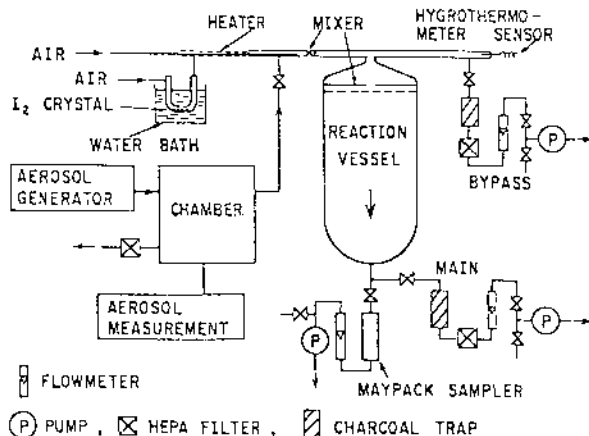 HEATER
MIXER
HYGROTHERMO-
METER SENSOR
AIR
AIR
I₂ CRYSTAL
WATER BATH
REACTION
VESSEL
P
BYPASS
AEROSOL
GENERATOR
CHAMBER
MAIN
AEROSOL
MEASUREMENT
P
P
MAYPACK SAMPLER
FLOWMETER
P PUMP, HEPA FILTER, CHARCOAL TRAP